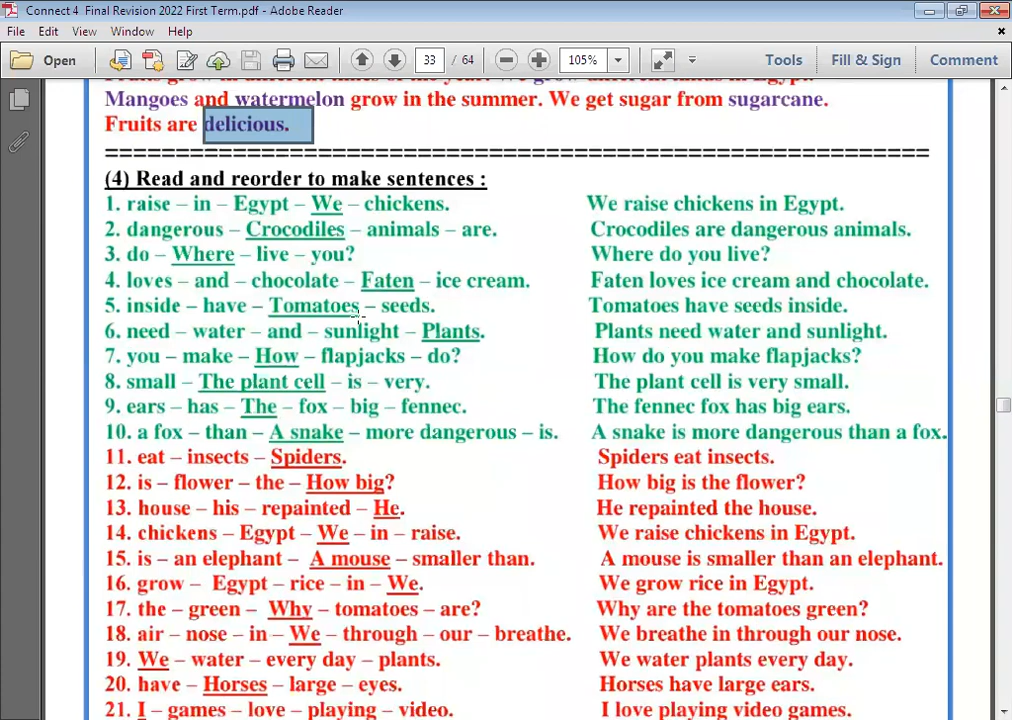 Connect 4 Final Revision 2022 First Term.pdf - Adobe Reader
File Edit View Window Help
Open 33 / 64 105% Tools Fill & Sign Comment
Mangoes and watermelon grow in the summer. We get sugar from sugarcane.
Fruits are delicious.
==================================================================
(4) Read and reorder to make sentences :
1. raise – in – Egypt – We – chickens. We raise chickens in Egypt.
2. dangerous – Crocodiles – animals – are. Crocodiles are dangerous animals.
3. do – Where – live – you? Where do you live?
4. loves – and – chocolate – Faten – ice cream. Faten loves ice cream and chocolate.
5. inside – have – Tomatoes – seeds. Tomatoes have seeds inside.
6. need – water – and – sunlight – Plants. Plants need water and sunlight.
7. you – make – How – flapjacks – do? How do you make flapjacks?
8. small – The plant cell – is – very. The plant cell is very small.
9. ears – has – The – fox – big – fennec. The fennec fox has big ears.
10. a fox – than – A snake – more dangerous – is. A snake is more dangerous than a fox.
11. eat – insects – Spiders. Spiders eat insects.
12. is – flower – the – How big? How big is the flower?
13. house – his – repainted – He. He repainted the house.
14. chickens – Egypt – We – in – raise. We raise chickens in Egypt.
15. is – an elephant – A mouse – smaller than. A mouse is smaller than an elephant.
16. grow – Egypt – rice – in – We. We grow rice in Egypt.
17. the – green – Why – tomatoes – are? Why are the tomatoes green?
18. air – nose – in – We – through – our – breathe. We breathe in through our nose.
19. We – water – every day – plants. We water plants every day.
20. have – Horses – large – eyes. Horses have large ears.
21. I – games – love – playing – video. I love playing video games.